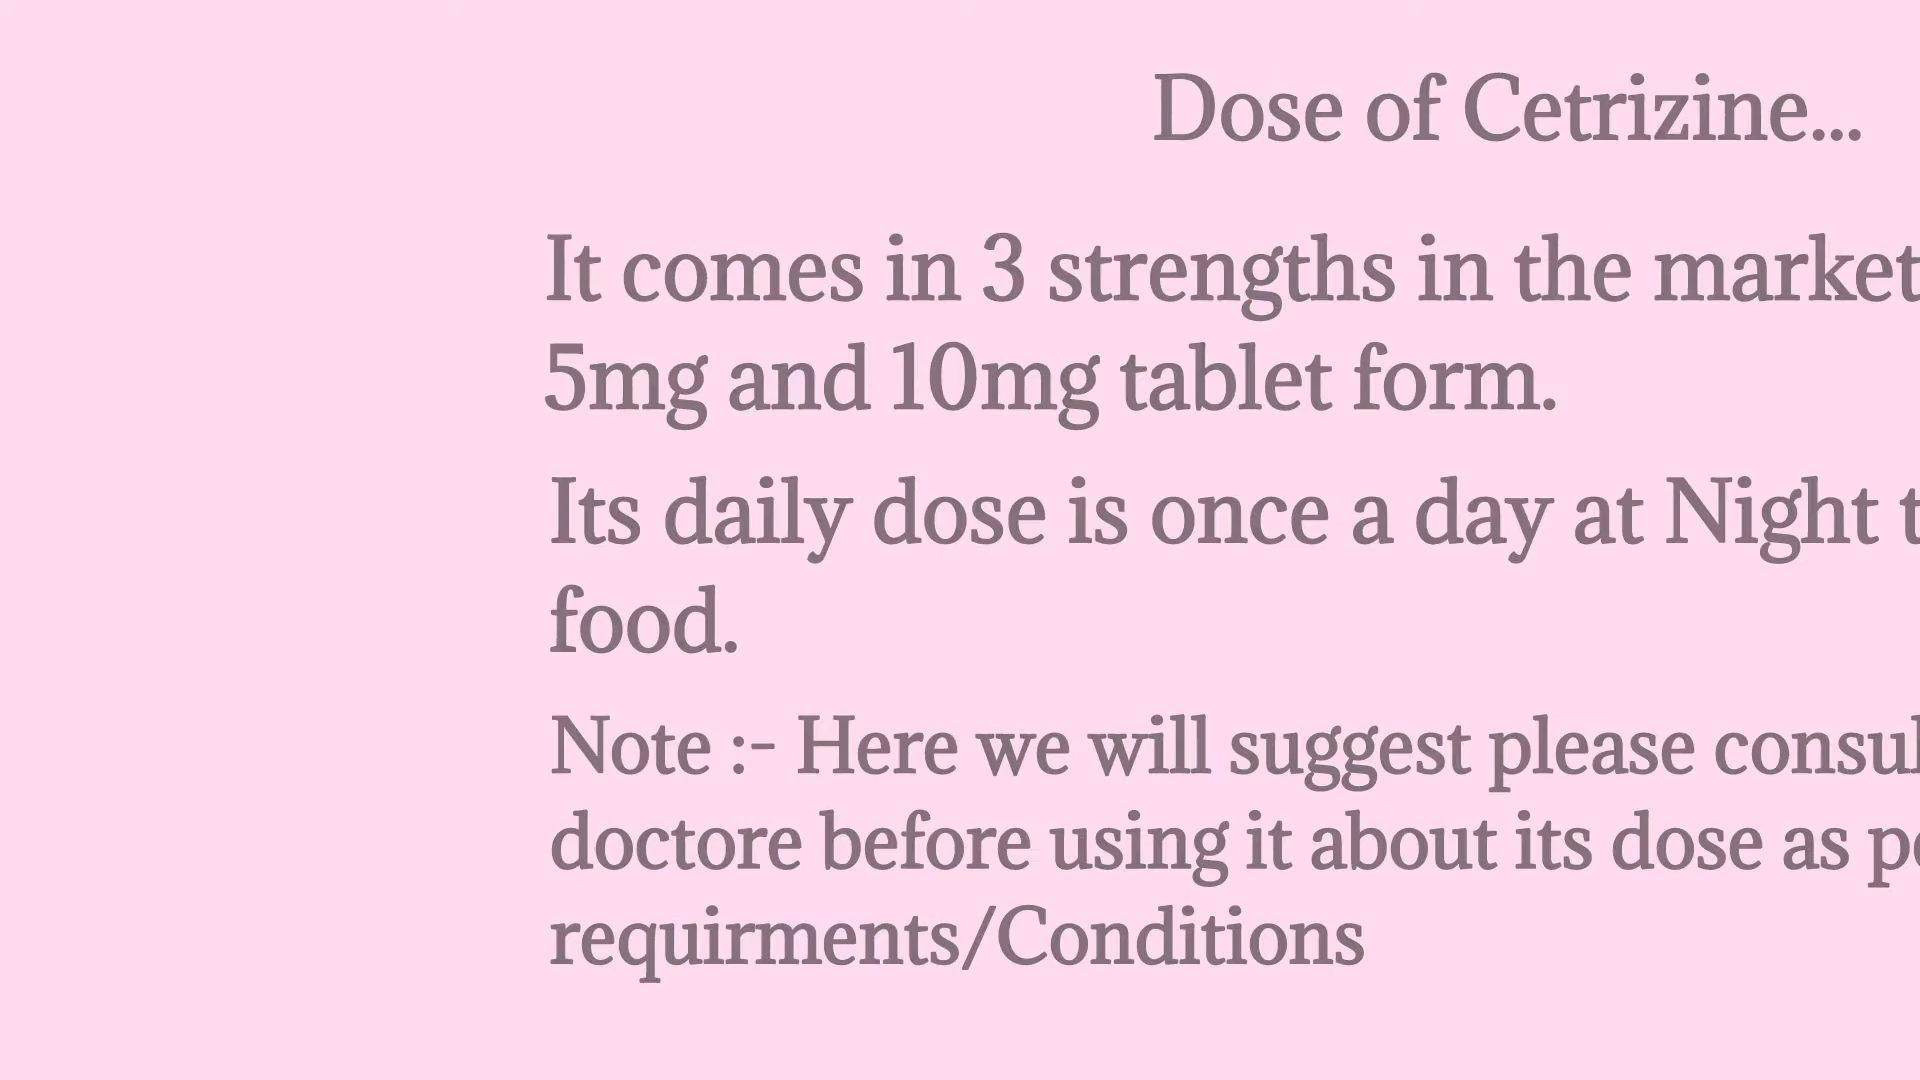 Dose of Cetrizine...
It comes in 3 strengths in the market
5mg and 10mg tablet form.
Its daily dose is once a day at Night
food.
Note :- Here we will suggest please
doctore before using it about its dose as
requirments/Conditions